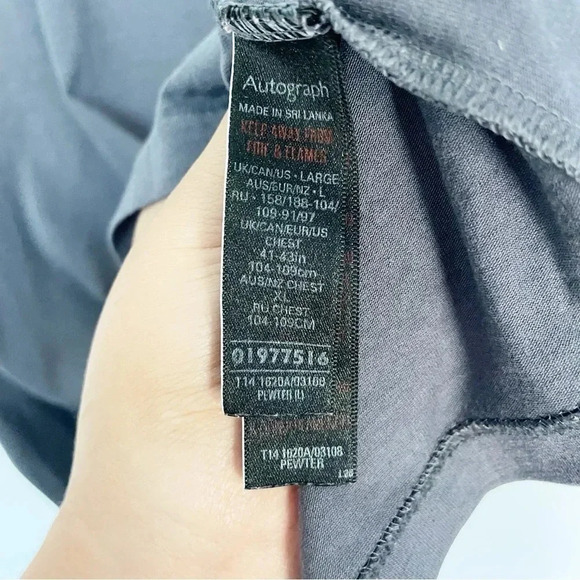 Autograph
MADE IN SRI LANKA
KEEP AWAY FROM
FIRE & FLAMES
UK/CAN/US • LARGE
AUS/EUR/NZ • L
RU • 158/188-104/
109-91/97
UK/CAN/EUR/US
CHEST
41-43in
104-109cm
AUS/NZ CHEST
XL
RU CHEST
104-109CM
01977516
T14 1620A/03108
PEWTER (L)
T14 1620A/03108
PEWTER